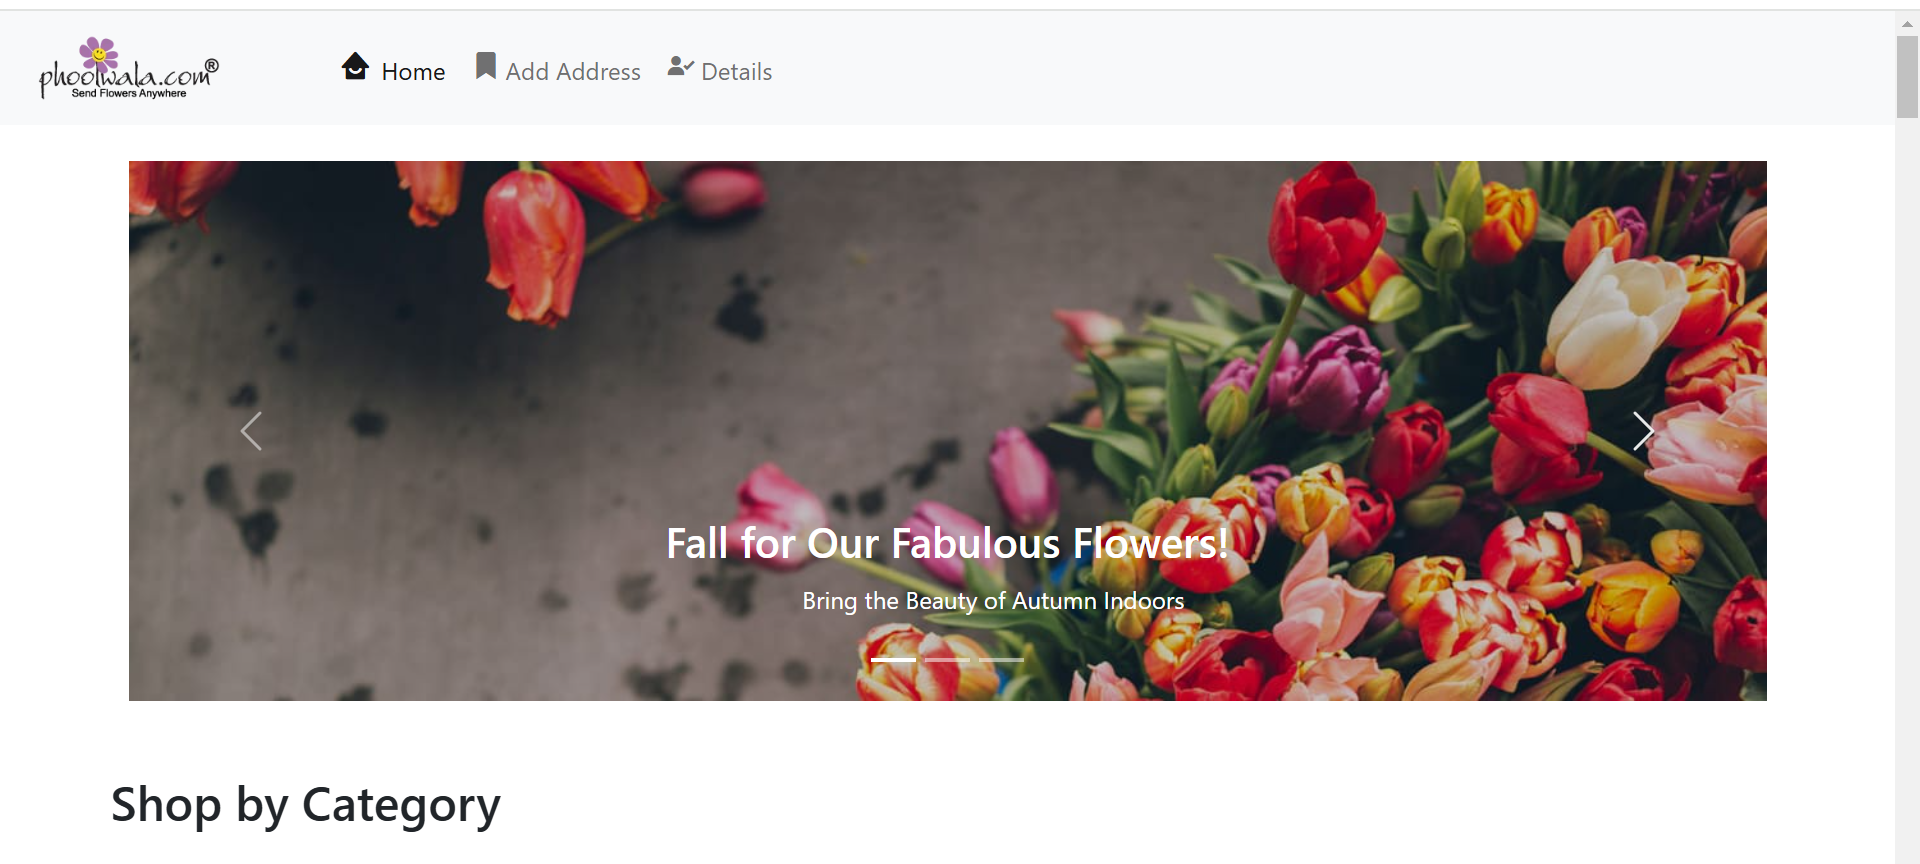 phoolwala.com®
Send Flowers Anywhere
Home
Add Address
Details
Fall for Our Fabulous Flowers!
Bring the Beauty of Autumn Indoors
Shop by Category